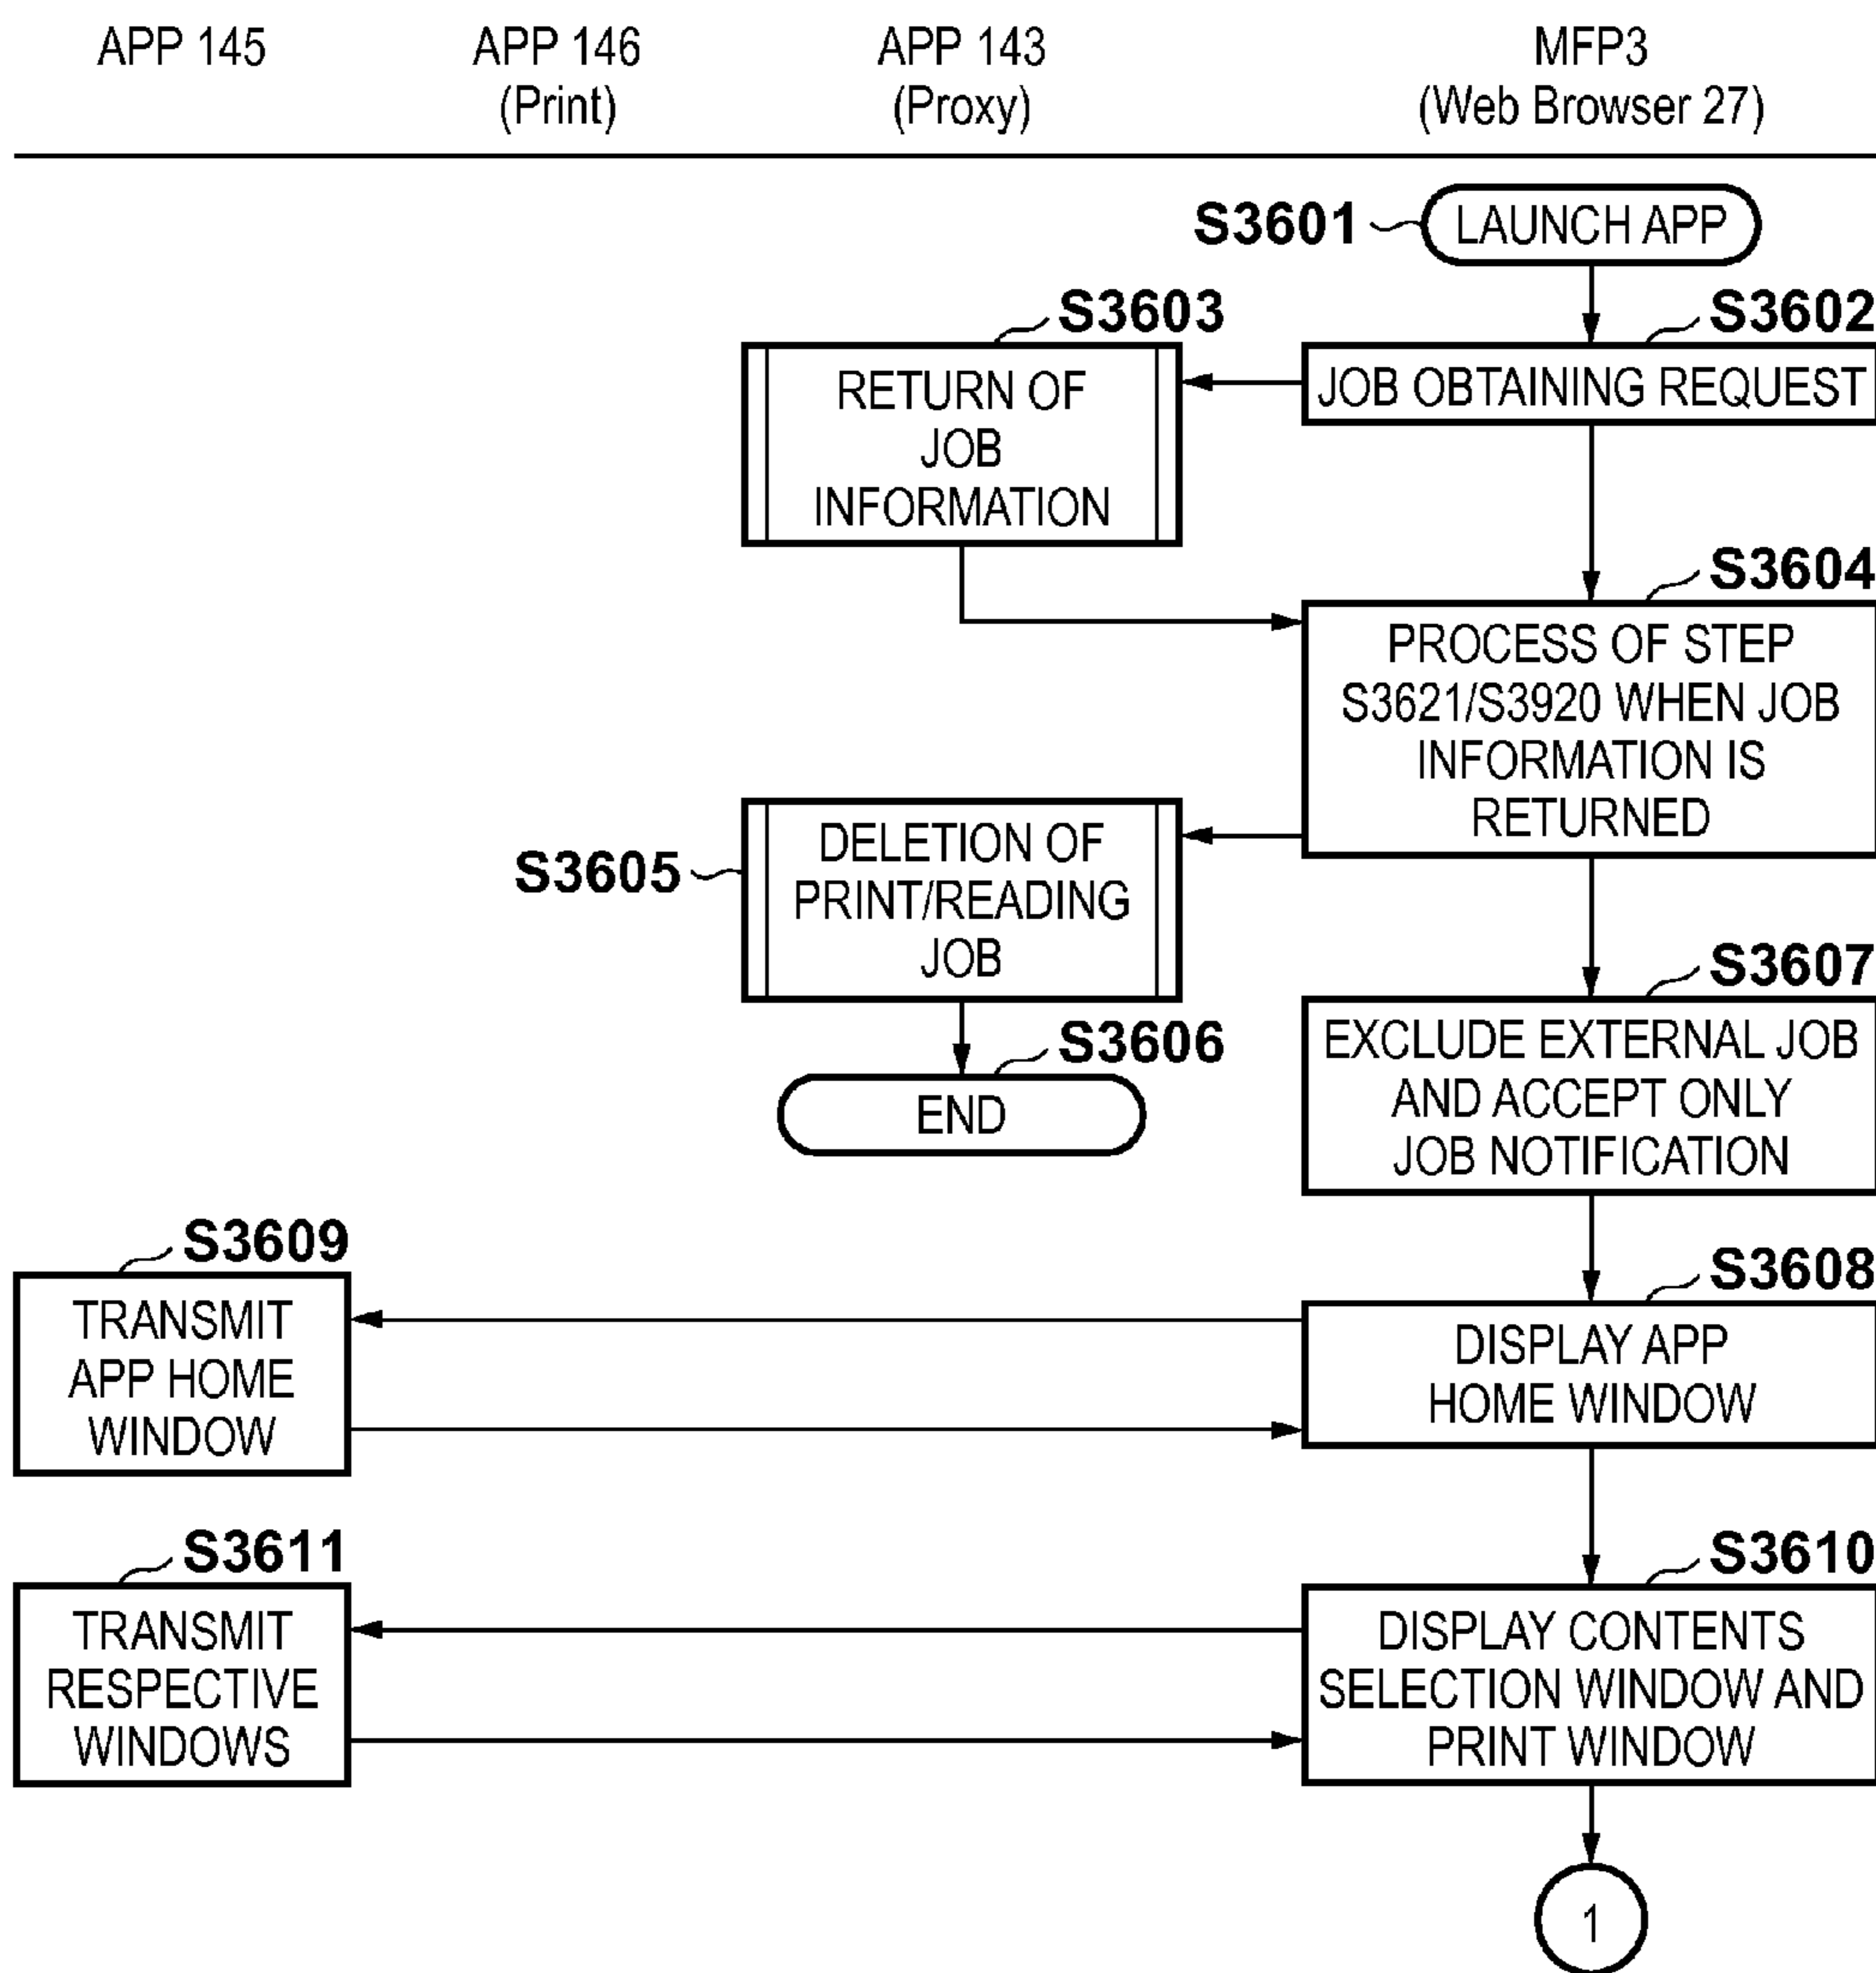 APP 145
APP 146
(Print)
APP 143
(Proxy)
MFP3
(Web Browser 27)
S3601
LAUNCH APP
S3603
S3602
RETURN OF
JOB
INFORMATION
JOB OBTAINING REQUEST
S3604
PROCESS OF STEP
S3621/S3920 WHEN JOB
INFORMATION IS
RETURNED
S3605
DELETION OF
PRINT/READING
JOB
S3607
S3606
END
EXCLUDE EXTERNAL JOB
AND ACCEPT ONLY
JOB NOTIFICATION
S3609
S3608
TRANSMIT
APP HOME
WINDOW
DISPLAY APP
HOME WINDOW
S3611
S3610
TRANSMIT
RESPECTIVE
WINDOWS
DISPLAY CONTENTS
SELECTION WINDOW AND
PRINT WINDOW
1